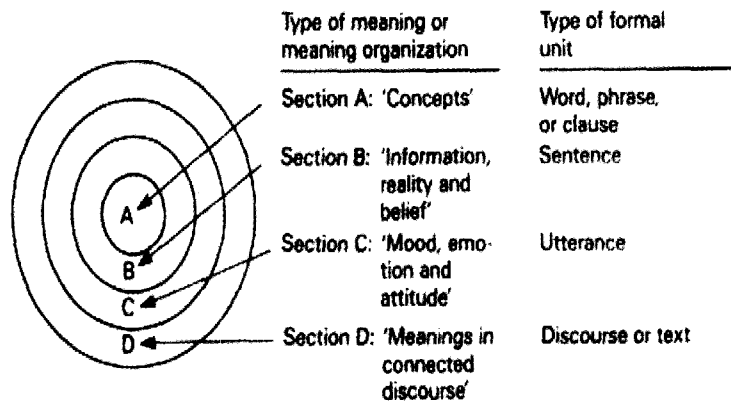 Type of meaning or Type of formal
meaning organization unit
Section A: 'Concepts' Word, phrase,
or clause
Section B: 'Information, Sentence
reality and
belief'
A
Section C: 'Mood, emo- Utterance
tion and
attitude'
B
C
D Section D: 'Meanings in Discourse or text
connected
discourse'